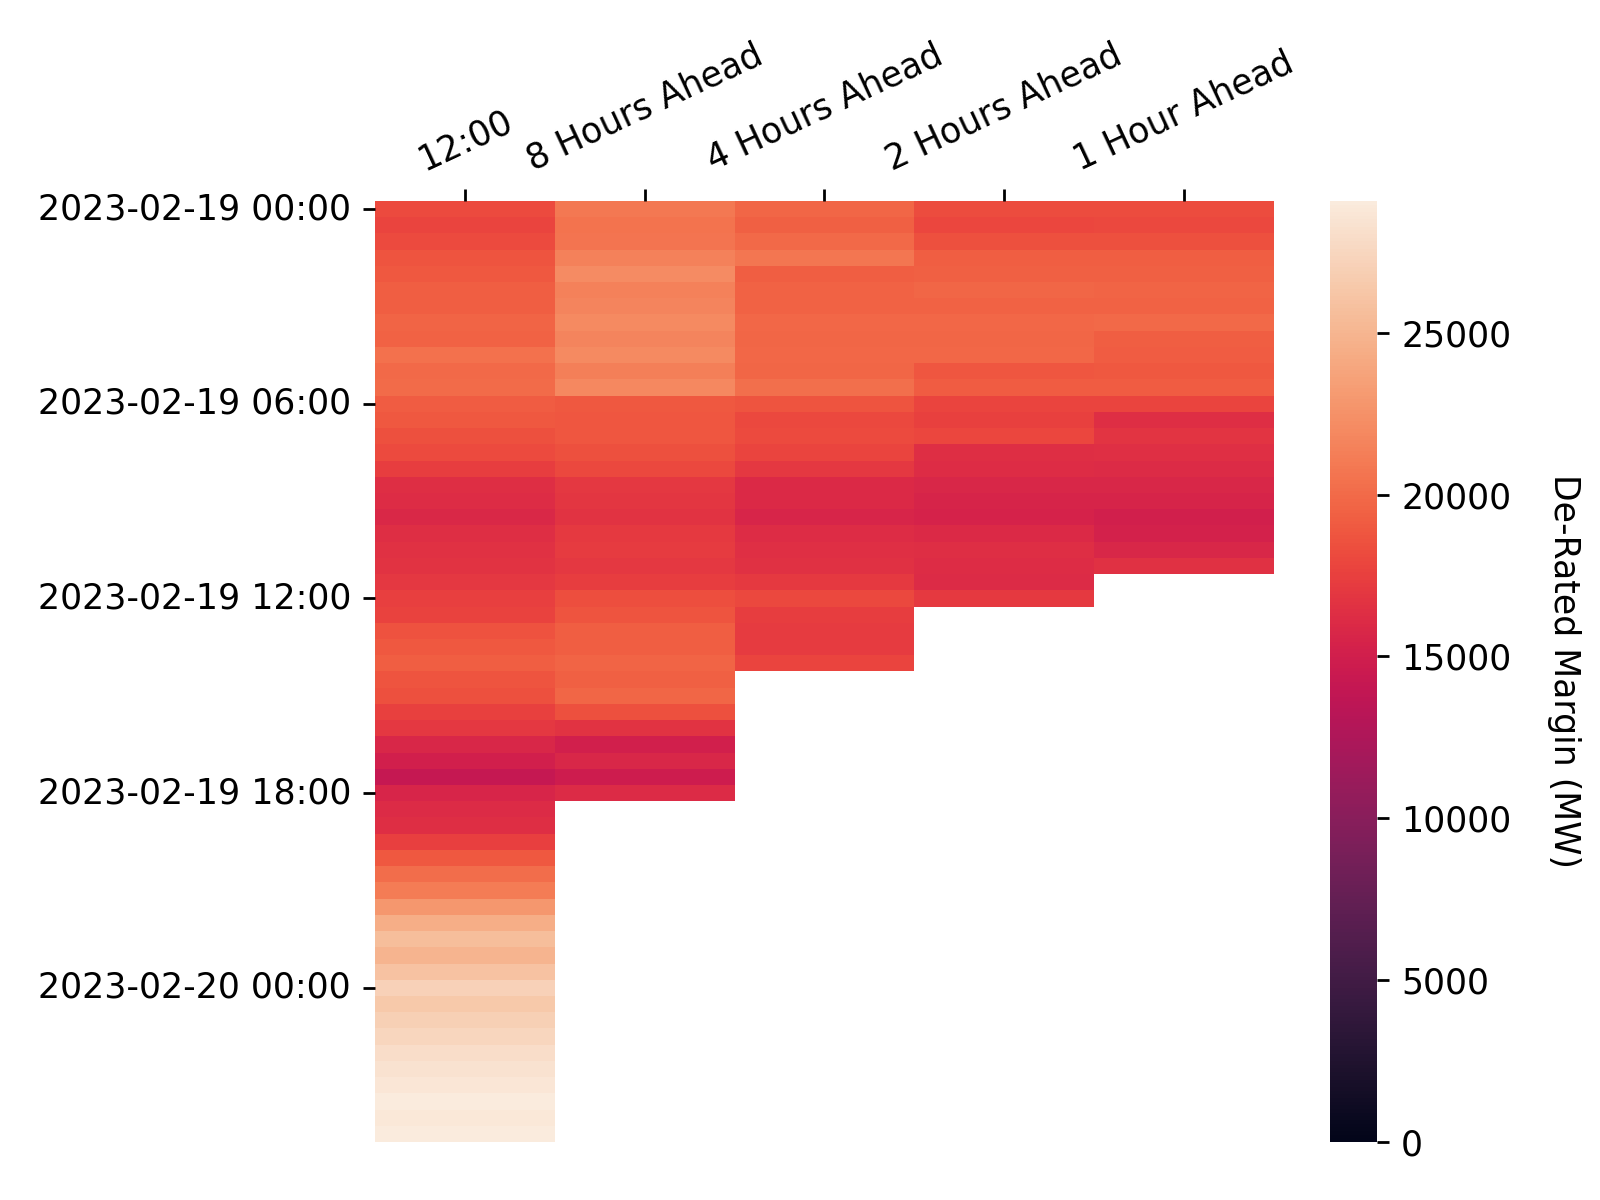 12:00
8 Hours Ahead
4 Hours Ahead
2 Hours Ahead
1 Hour Ahead
2023-02-19 00:00
2023-02-19 06:00
2023-02-19 12:00
2023-02-19 18:00
2023-02-20 00:00
25000
20000
15000
10000
5000
0
De-Rated Margin (MW)